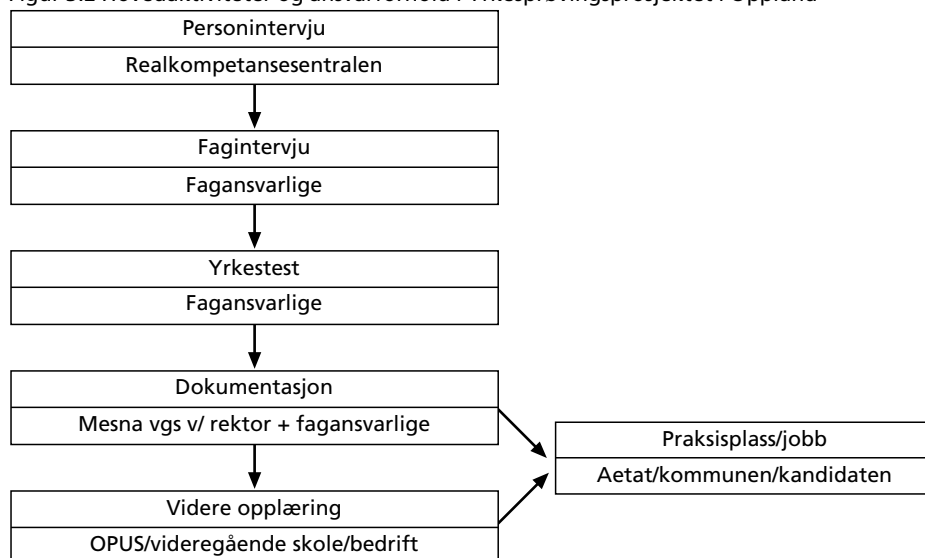 Personintervju
Realkompetansesentralen
Fagintervju
Fagansvarlige
Yrkestest
Fagansvarlige
Dokumentasjon
Mesna vgs v/ rektor + fagansvarlige
Praksisplass/jobb
Aetat/kommunen/kandidaten
Videre opplæring
OPUS/videregående skole/bedrift